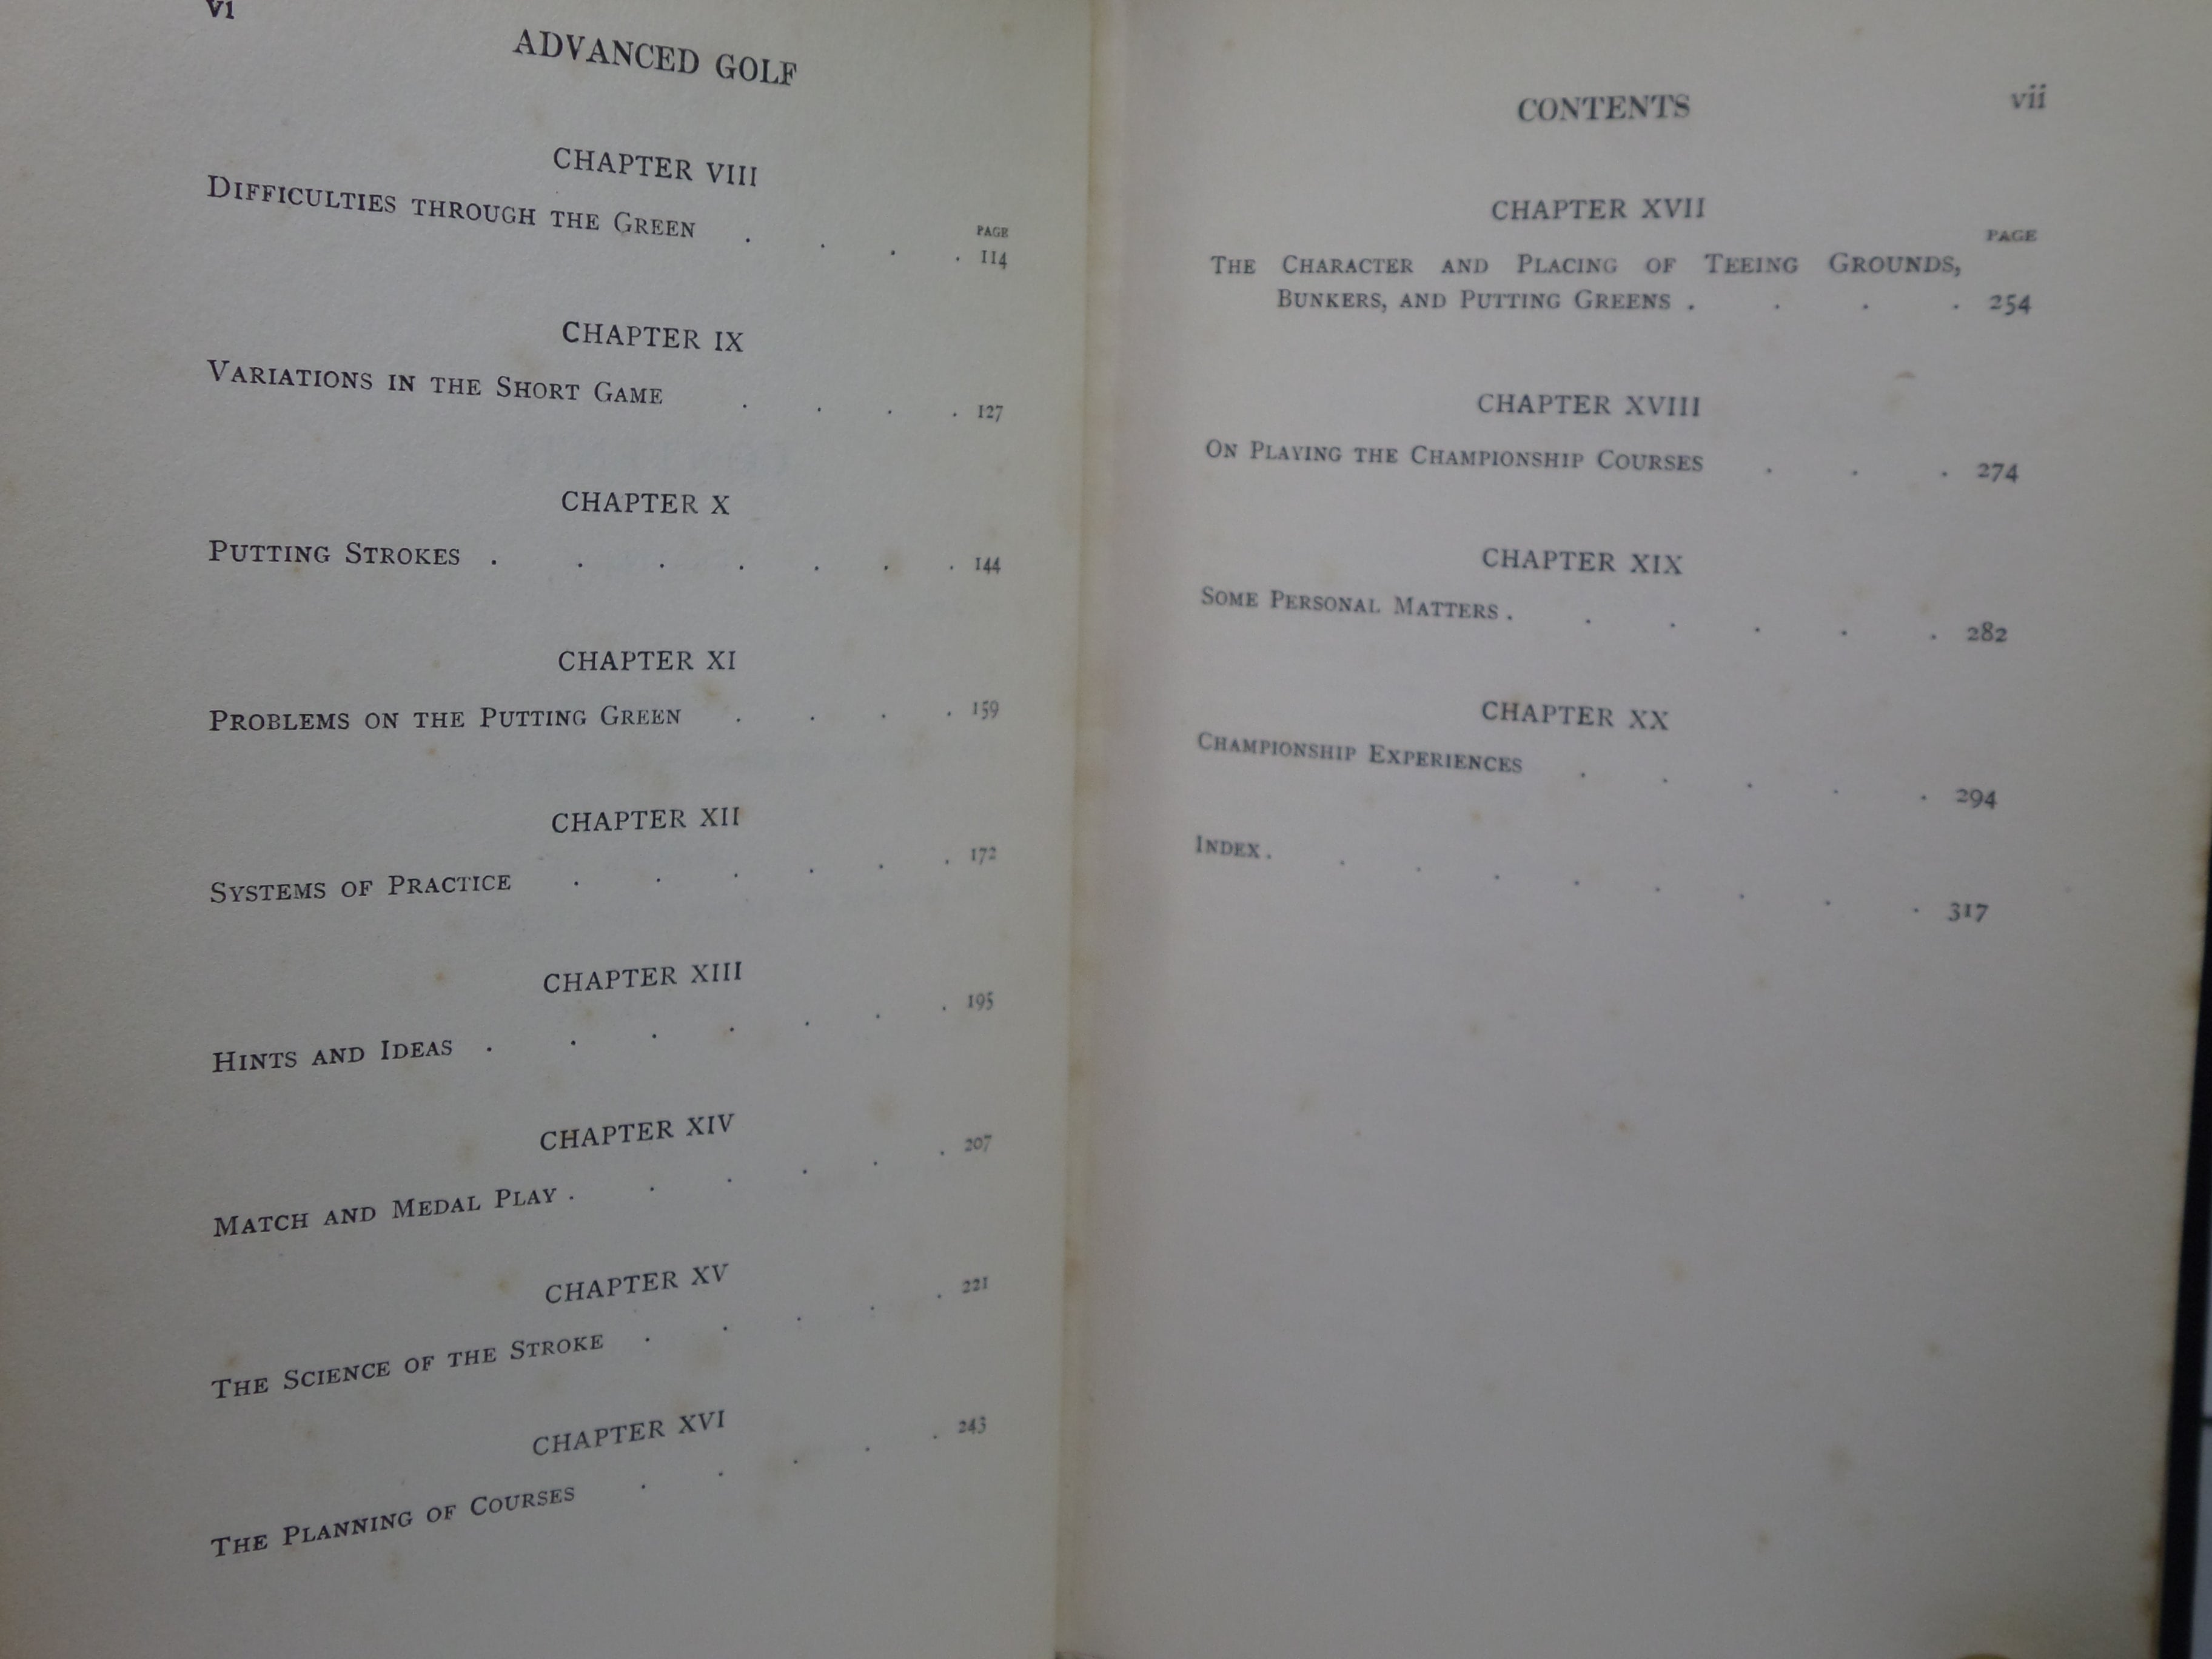 vi
ADVANCED GOLF
CHAPTER VIII
PAGE
DIFFICULTIES THROUGH THE GREEN . . . . 114
CHAPTER IX
VARIATIONS IN THE SHORT GAME . . . . 127
CHAPTER X
PUTTING STROKES . . . . . . . 144
CHAPTER XI
PROBLEMS ON THE PUTTING GREEN . . . . 159
CHAPTER XII
SYSTEMS OF PRACTICE . . . . . . 172
CHAPTER XIII
HINTS AND IDEAS . . . . . . . 195
CHAPTER XIV
MATCH AND MEDAL PLAY . . . . . . 207
CHAPTER XV
THE SCIENCE OF THE STROKE . . . . . 221
CHAPTER XVI
THE PLANNING OF COURSES . . . . . 243
CONTENTS vii
CHAPTER XVII
PAGE
THE CHARACTER AND PLACING OF TEEING GROUNDS,
BUNKERS, AND PUTTING GREENS . . . . 254
CHAPTER XVIII
ON PLAYING THE CHAMPIONSHIP COURSES . . . 274
CHAPTER XIX
SOME PERSONAL MATTERS . . . . . . 282
CHAPTER XX
CHAMPIONSHIP EXPERIENCES . . . . . 294
INDEX . . . . . . . . . 317